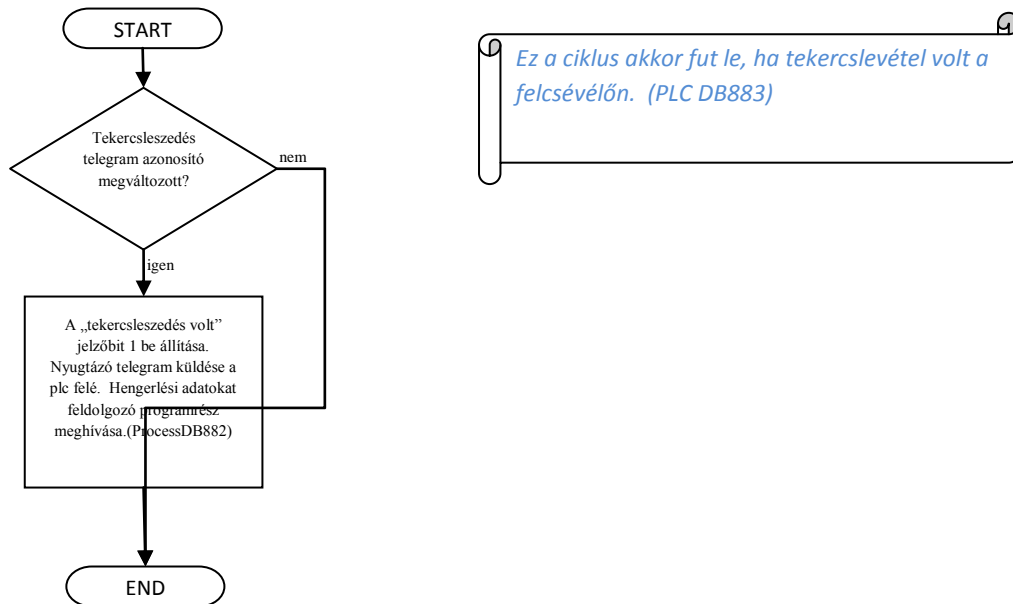 START
Ez a ciklus akkor fut le, ha tekercslevétel volt a
felcsévélőn. (PLC DB883)
Tekercsleszedés
telegram azonosító
megváltozott?
nem
igen
A „tekercsleszedés volt”
jelzőbit 1 be állítása.
Nyugtázó telegram küldése a
plc felé. Hengerlési adatokat
feldolgozó programrész
meghívása.(ProcessDB882)
END